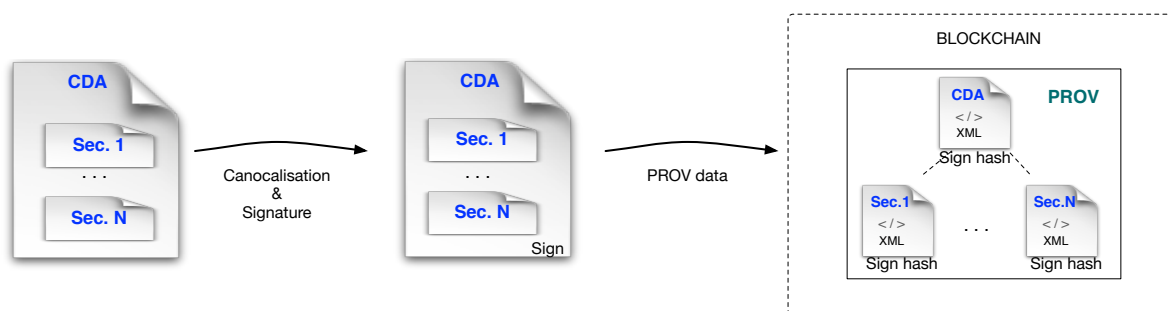 CDA
Sec. 1
. . .
Sec. N
Canocalisation
&
Signature
CDA
Sec. 1
. . .
Sec. N
Sign
PROV data
BLOCKCHAIN
PROV
CDA
</>
XML
Sign hash
Sec.1
</>
XML
Sign hash
. . .
Sec.N
</>
XML
Sign hash